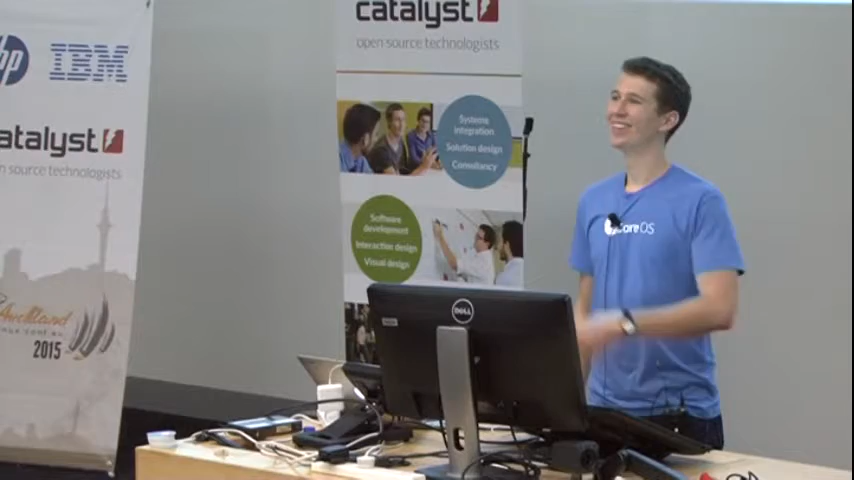 hp
IBM
catalyst
open source technologists
Auckland
2015
catalyst
open source technologists
Systems
integration
Solution design
Consultancy
Software
development
Interaction design
Visual design
DELL
CoreOS